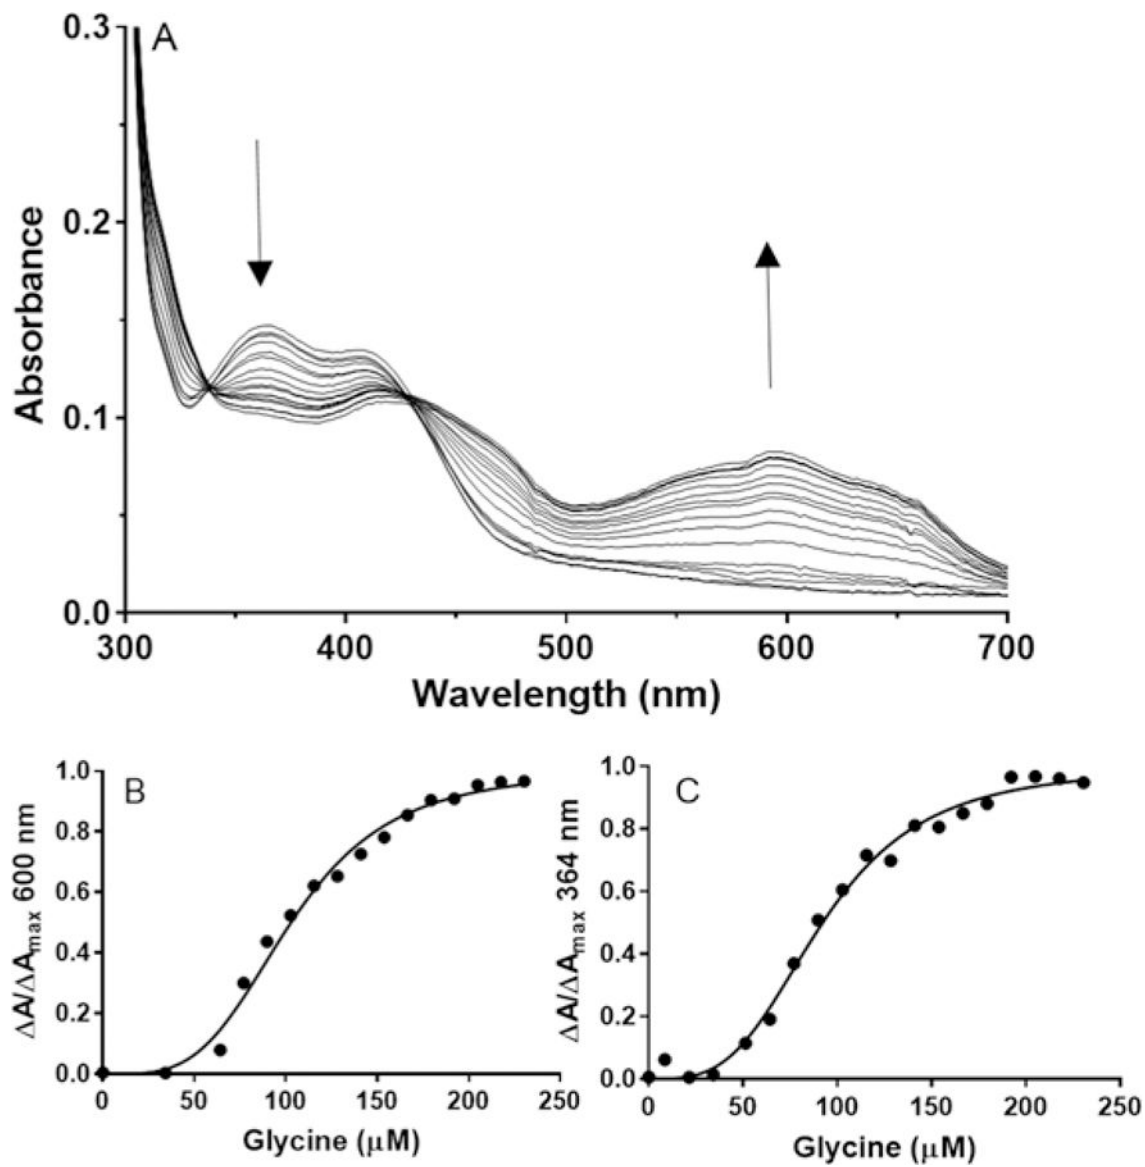 A
0.3
0.2
0.1
0.0
Absorbance
300 400 500 600 700
Wavelength (nm)
B
1.0
0.8
0.6
0.4
0.2
0.0
ΔA/ΔAmax 600 nm
0 50 100 150 200 250
Glycine (μM)
C
1.0
0.8
0.6
0.4
0.2
0.0
ΔA/ΔAmax 364 nm
0 50 100 150 200 250
Glycine (μM)